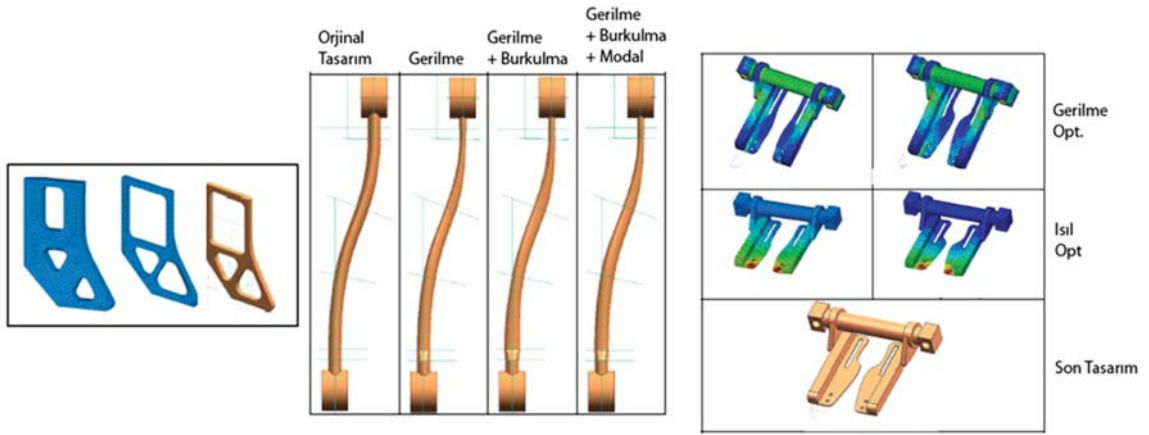 Orjinal
Tasarım
Gerilme
Gerilme
+ Burkulma
Gerilme
+ Burkulma
+ Modal
Gerilme
Opt.
Isıl
Opt
Son Tasarım